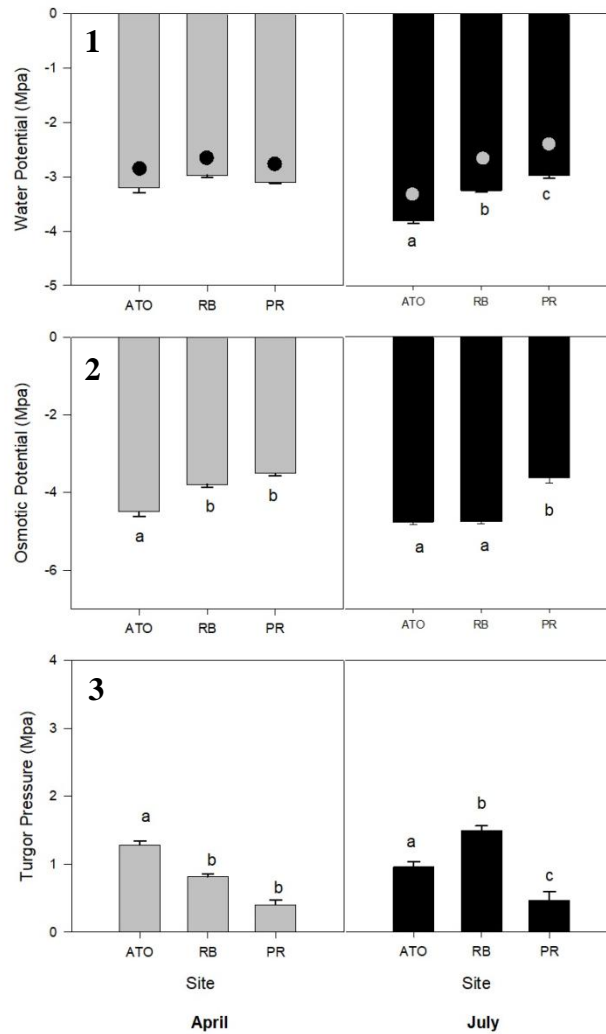 1
Water Potential (Mpa)
0
-1
-2
-3
-4
-5
a
b
c
ATO RB PR
ATO RB PR
2
Osmotic Potential (Mpa)
0
-2
-4
-6
a
b
b
a
a
b
ATO RB PR
ATO RB PR
3
Turgor Pressure (Mpa)
4
3
2
1
0
a
b
b
a
b
c
ATO RB PR
ATO RB PR
Site Site
April July